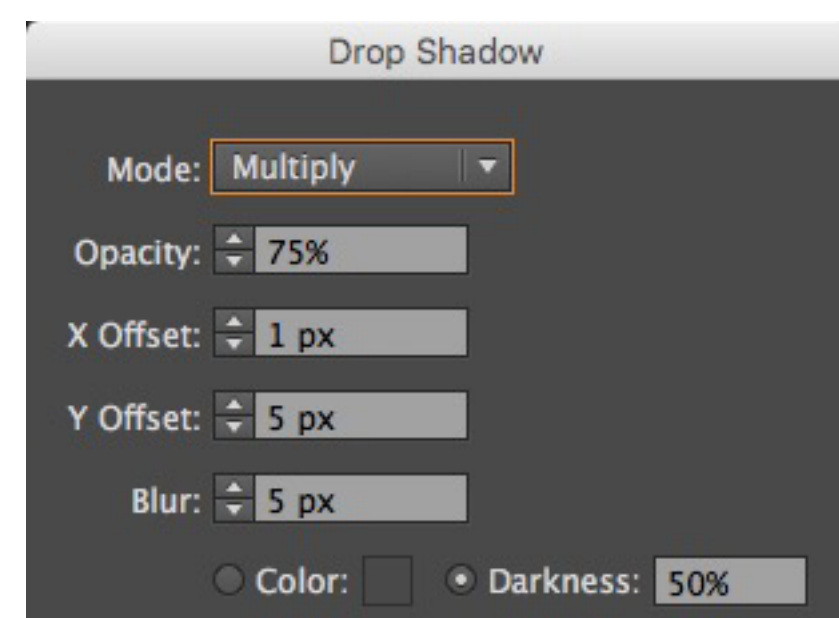 Drop Shadow
Mode: Multiply
Opacity: 75%
X Offset: 1 px
Y Offset: 5 px
Blur: 5 px
Color: Darkness: 50%